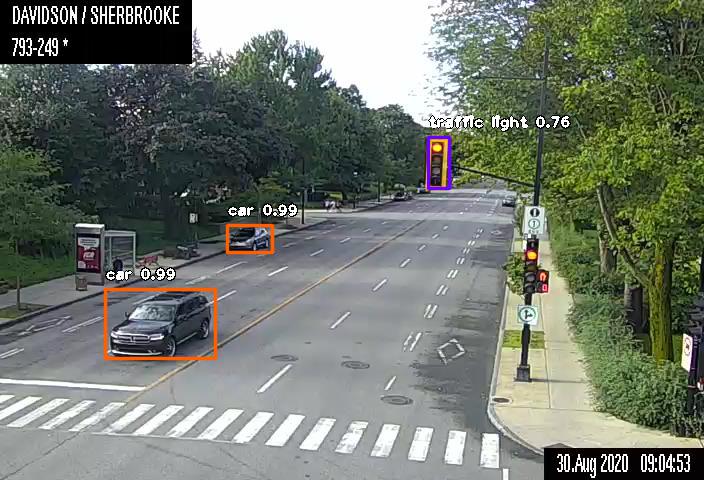 DAVIDSON / SHERBROOKE
793-249 *
traffic light 0.76
car 0.99
car 0.99
30.Aug 2020 09:04:53